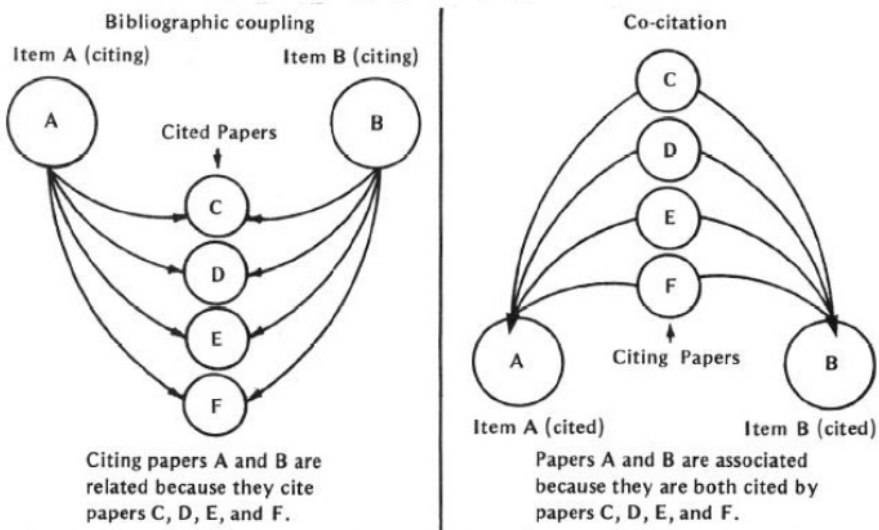 Bibliographic coupling
Item A (citing)
Item B (citing)
A
B
Cited Papers
C
D
E
F
Citing papers A and B are
related because they cite
papers C, D, E, and F.
Co-citation
C
D
E
F
Citing Papers
A
B
Item A (cited)
Item B (cited)
Papers A and B are associated
because they are both cited by
papers C, D, E, and F.